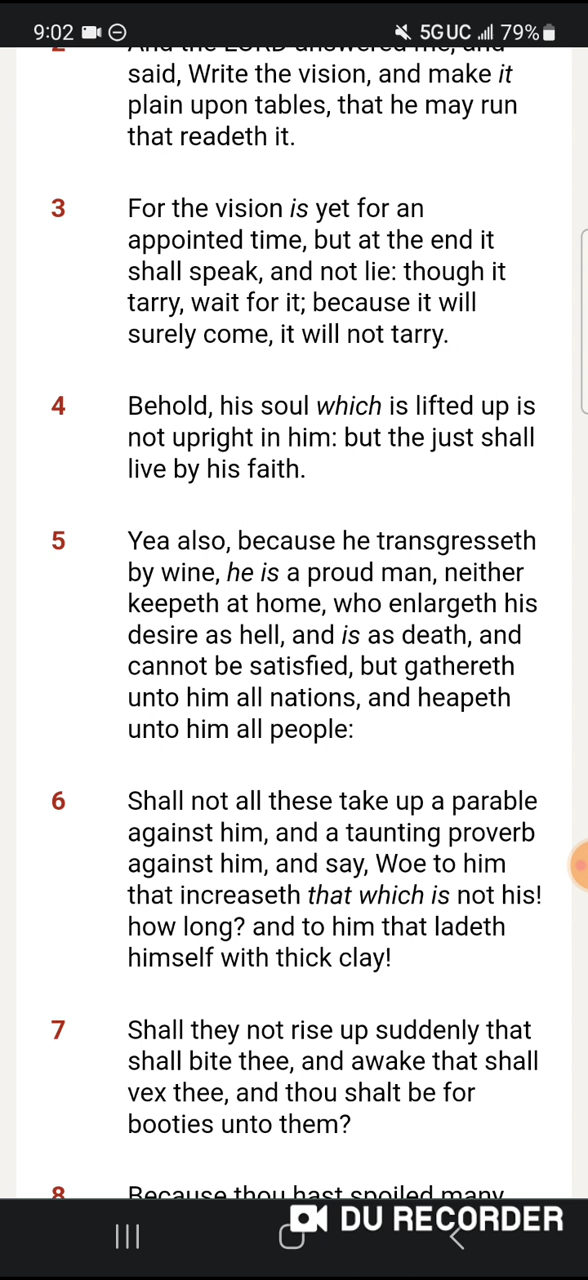 9:02 5GUC 79%
2 And the LORD answered me, and
said, Write the vision, and make it
plain upon tables, that he may run
that readeth it.
3 For the vision is yet for an
appointed time, but at the end it
shall speak, and not lie: though it
tarry, wait for it; because it will
surely come, it will not tarry.
4 Behold, his soul which is lifted up is
not upright in him: but the just shall
live by his faith.
5 Yea also, because he transgresseth
by wine, he is a proud man, neither
keepeth at home, who enlargeth his
desire as hell, and is as death, and
cannot be satisfied, but gathereth
unto him all nations, and heapeth
unto him all people:
6 Shall not all these take up a parable
against him, and a taunting proverb
against him, and say, Woe to him
that increaseth that which is not his!
how long? and to him that ladeth
himself with thick clay!
7 Shall they not rise up suddenly that
shall bite thee, and awake that shall
vex thee, and thou shalt be for
booties unto them?
8 Because thou hast spoiled many
DU RECORDER